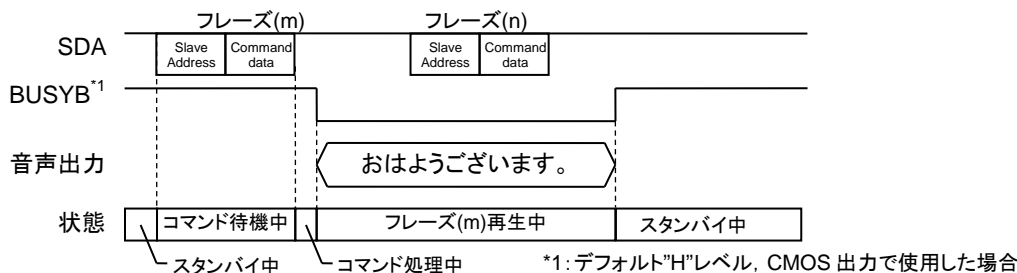 フレーズ(m) フレーズ(n)
SDA Slave Address Command data Slave Address Command data
BUSYB*1
音声出力 おはようございます。
状態 コマンド待機中 フレーズ(m)再生中 スタンバイ中
スタンバイ中 コマンド処理中 *1:デフォルト”H”レベル, CMOS 出力で使用した場合